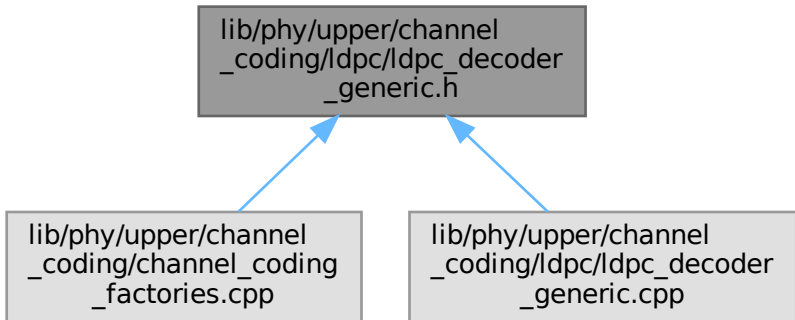 lib/phy/upper/channel
_coding/ldpc/ldpc_decoder
_generic.h
lib/phy/upper/channel
_coding/channel_coding
_factories.cpp
lib/phy/upper/channel
_coding/ldpc/ldpc_decoder
_generic.cpp